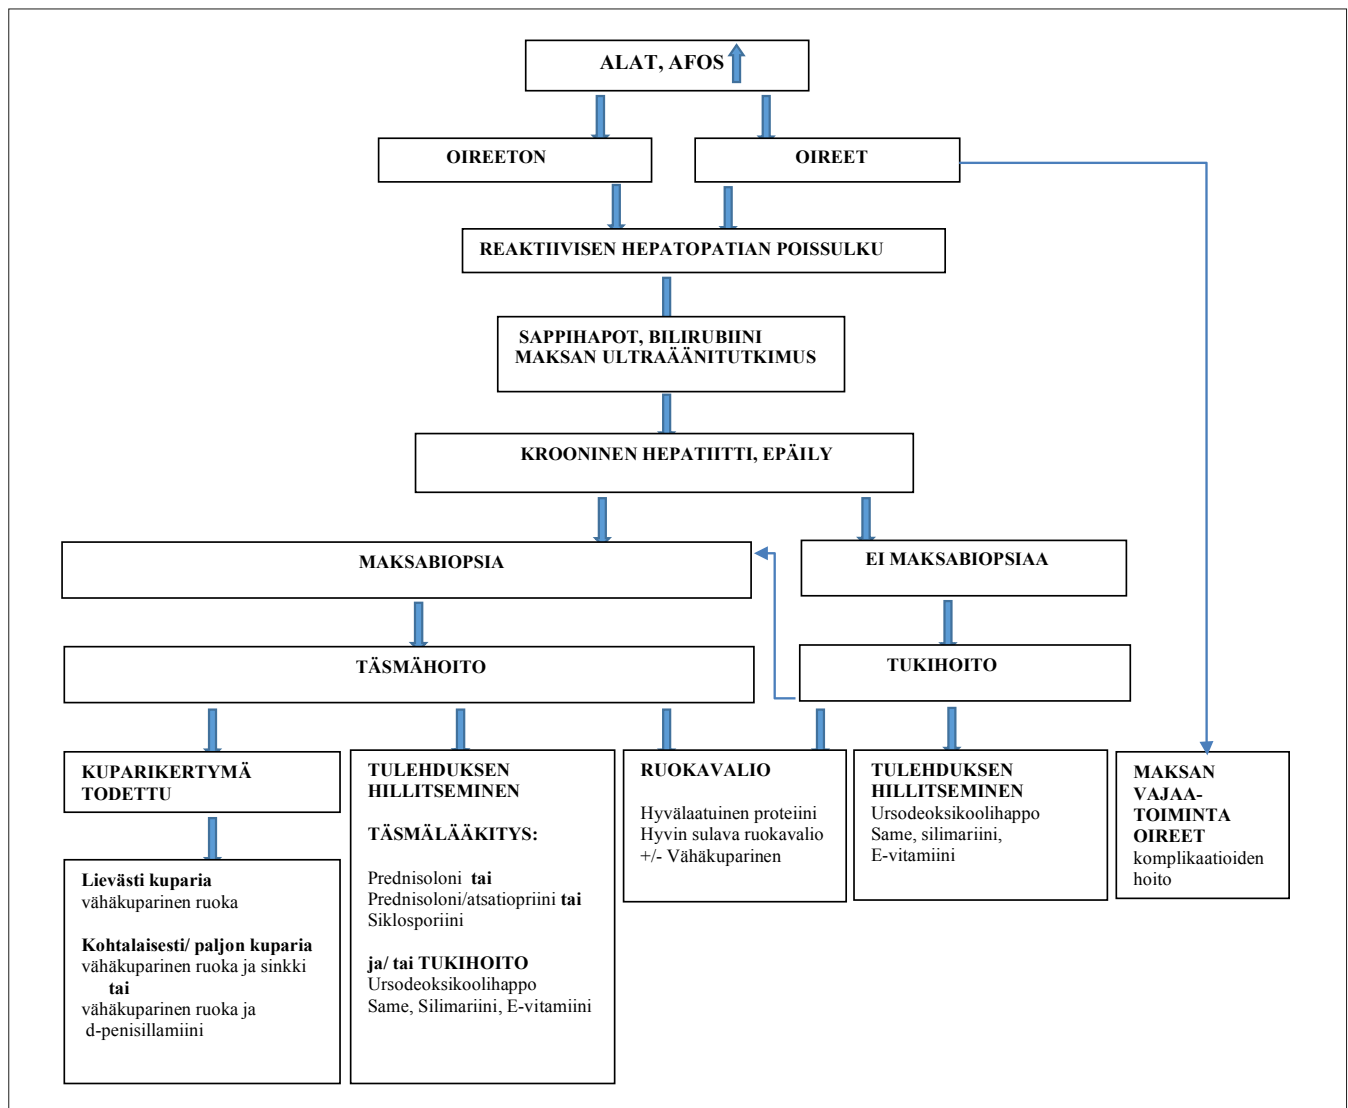 ALAT, AFOS
OIREETON
OIREET
REAKTIIVISEN HEPATOPATIAN POISSULKU
SAPPIHAPOT, BILIRUBIINI
MAKSAN ULTRAÄÄNITUTKIMUS
KROONINEN HEPATIITTI, EPÄILY
MAKSABIOPSIA
EI MAKSABIOPSIAA
TÄSMÄHOITO
TUKIHOITO
KUPARIKERTYMÄ
TODETTU
Lievästi kuparia
vähäkuparinen ruoka
Kohtalaisesti/ paljon kuparia
vähäkuparinen ruoka ja sinkki
tai
vähäkuparinen ruoka ja
d-penisillamiini
TULEHDUKSEN
HILLITSEMINEN
TÄSMÄLÄÄKITYS:
Prednisoloni tai
Prednisoloni/atsatiopriini tai
Siklosporiini
ja/ tai TUKIHOITO
Ursodeoksikoolihappo
Same, Silimariini, E-vitamiini
RUOKAVALIO
Hyvälaatuinen proteiini
Hyvin sulava ruokavalio
+/- Vähäkuparinen
TULEHDUKSEN
HILLITSEMINEN
Ursodeoksikoolihappo
Same, silimariini,
E-vitamiini
MAKSAN
VAJAA-
TOIMINTA
OIREET
komplikaatioiden
hoito